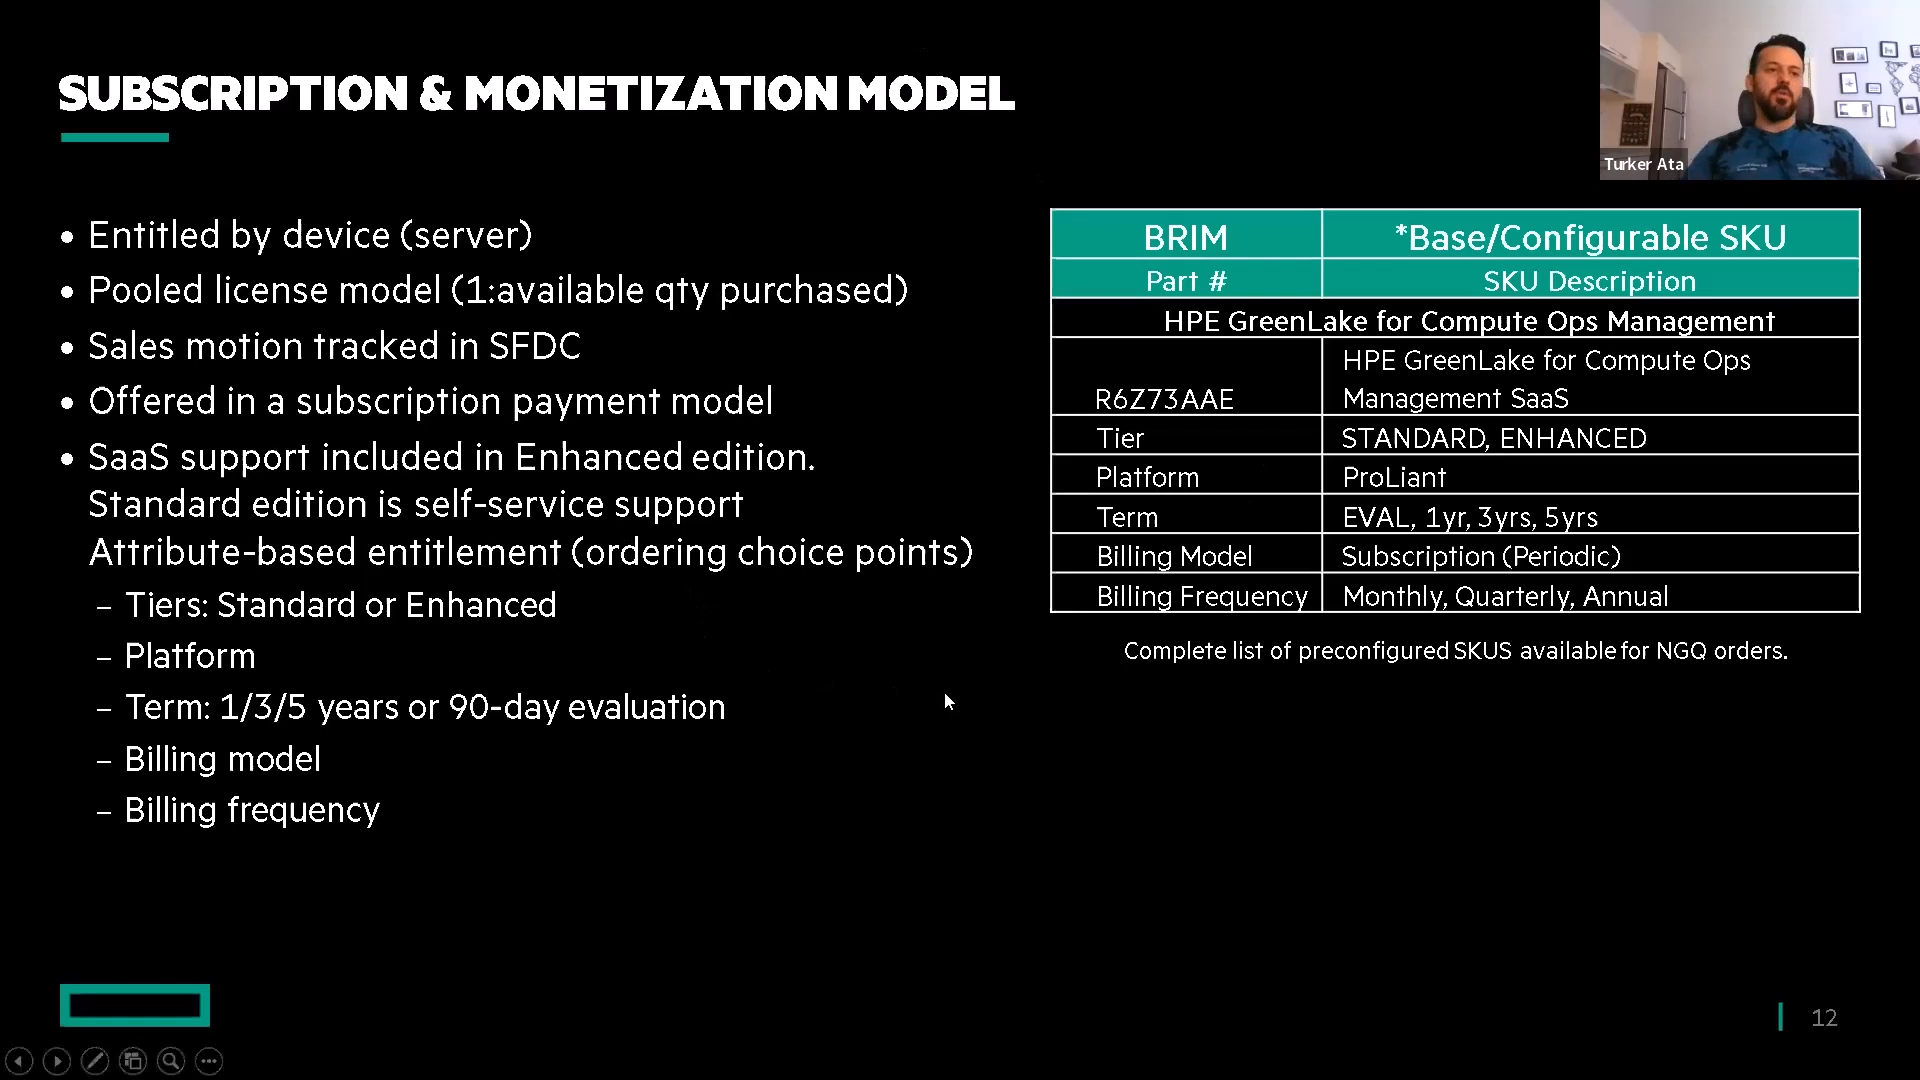 SUBSCRIPTION & MONETIZATION MODEL
Turker Ata
• Entitled by device (server)
• Pooled license model (1:available qty purchased)
• Sales motion tracked in SFDC
• Offered in a subscription payment model
• SaaS support included in Enhanced edition.
Standard edition is self-service support
Attribute-based entitlement (ordering choice points)
– Tiers: Standard or Enhanced
– Platform
– Term: 1/3/5 years or 90-day evaluation
– Billing model
– Billing frequency
BRIM *Base/Configurable SKU
Part # SKU Description
HPE GreenLake for Compute Ops Management
HPE GreenLake for Compute Ops
R6Z73AAE Management SaaS
Tier STANDARD, ENHANCED
Platform ProLiant
Term EVAL, 1yr, 3yrs, 5yrs
Billing Model Subscription (Periodic)
Billing Frequency Monthly, Quarterly, Annual
Complete list of preconfigured SKUS available for NGQ orders.
12